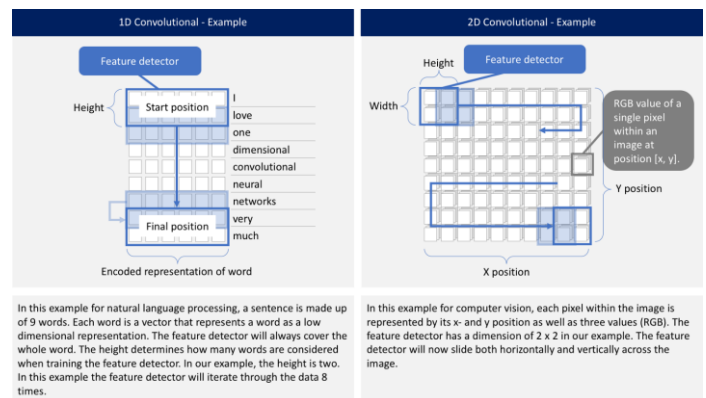 1D Convolutional - Example
Feature detector
Height
Start position
I
love
one
dimensional
convolutional
neural
networks
very
Final position
much
Encoded representation of word
In this example for natural language processing, a sentence is made up
of 9 words. Each word is a vector that represents a word as a low
dimensional representation. The feature detector will always cover the
whole word. The height determines how many words are considered
when training the feature detector. In our example, the height is two.
In this example the feature detector will iterate through the data 8
times.
2D Convolutional - Example
Height
Feature detector
Width
RGB value of a
single pixel
within an
image at
position [x, y].
Y position
X position
In this example for computer vision, each pixel within the image is
represented by its x- and y position as well as three values (RGB). The
feature detector has a dimension of 2 x 2 in our example. The feature
detector will now slide both horizontally and vertically across the
image.